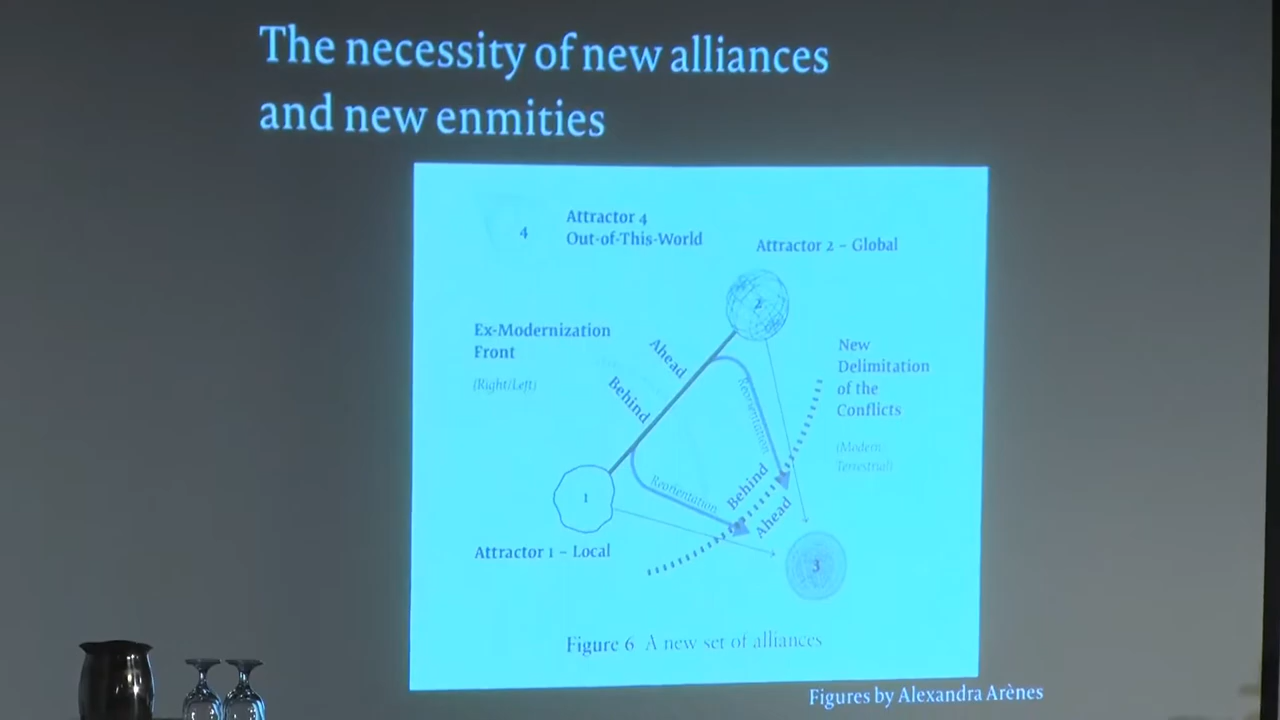 The necessity of new alliances
and new enmities
4
Attractor 4
Out-of-This-World
Attractor 2 – Global
2
Ex-Modernization
Front
(Right/Left)
Ahead
Behind
New
Delimitation
of the
Conflicts
(Modern/
Terrestrial)
Reorientation
1
Reorientation
Behind
Ahead
Attractor 1 – Local
3
Figure 6 A new set of alliances
Figures by Alexandra Arènes